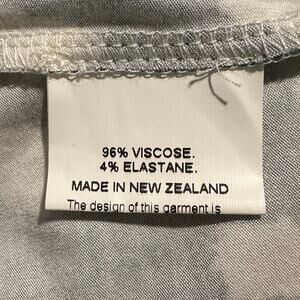 96% VISCOSE.
4% ELASTANE.
MADE IN NEW ZEALAND
The design of this garment is